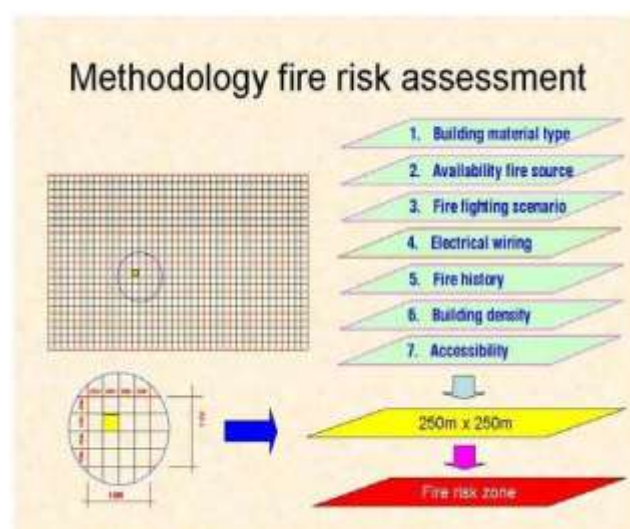 Methodology fire risk assessment
1. Building material type
2. Availability fire source
3. Fire fighting scenario
4. Electrical wiring
5. Fire history
6. Building density
7. Accessibility
250m x 250m
Fire risk zone